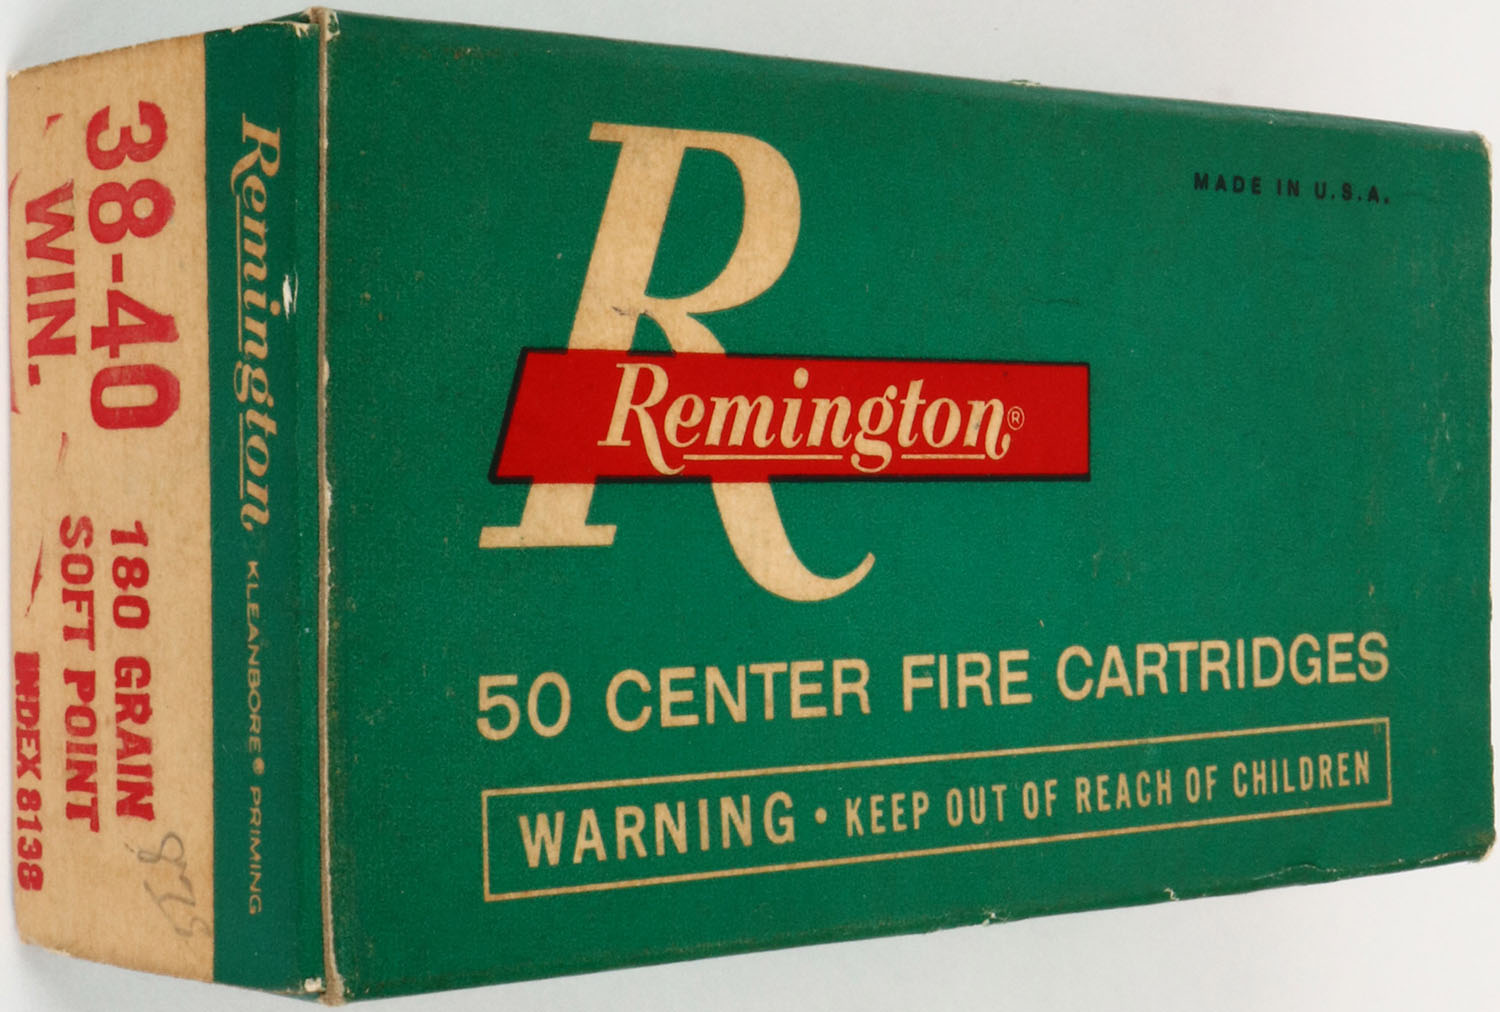 MADE IN U.S.A.
R
Remington®
50 CENTER FIRE CARTRIDGES
WARNING • KEEP OUT OF REACH OF CHILDREN
Remington KLEANBORE® PRIMING
38-40
WIN.
180 GRAIN
SOFT POINT
INDEX 8138